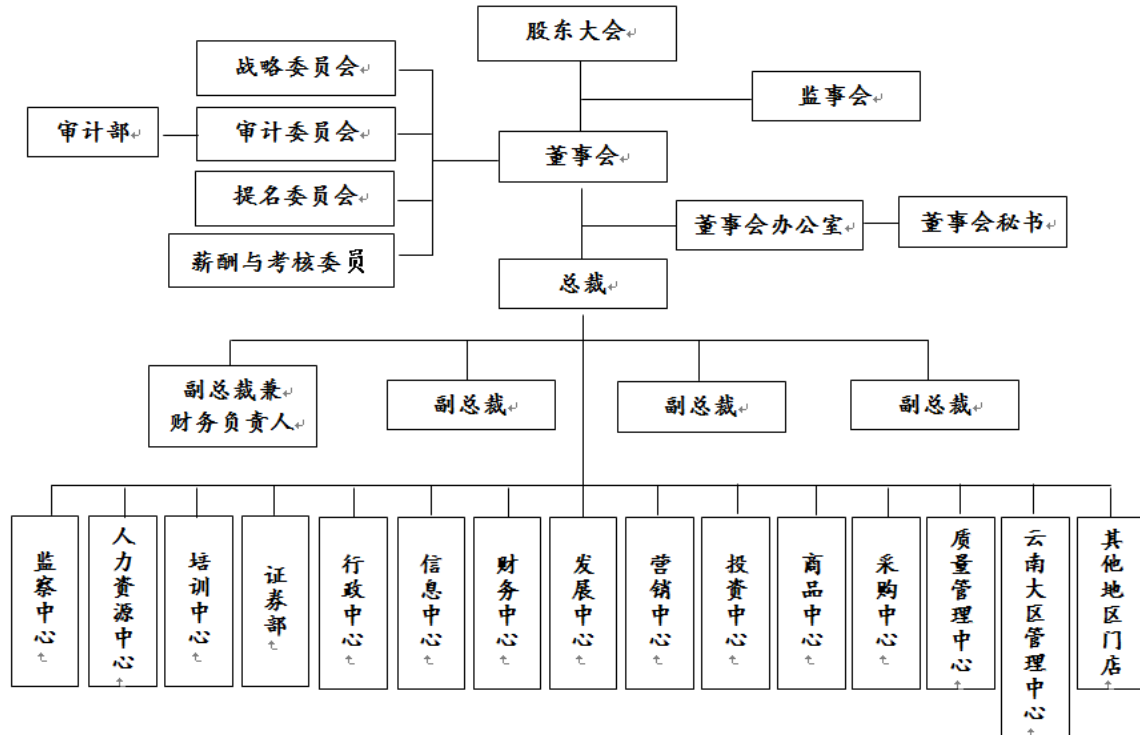 股东大会
战略委员会
监事会
审计部
审计委员会
董事会
提名委员会
董事会办公室
董事会秘书
薪酬与考核委员
总裁
副总裁兼
财务负责人
副总裁
副总裁
副总裁
监察中心
人力资源中心
培训中心
证券部
行政中心
信息中心
财务中心
发展中心
营销中心
投资中心
商品中心
采购中心
质量管理中心
云南大区管理中心
其他地区门店